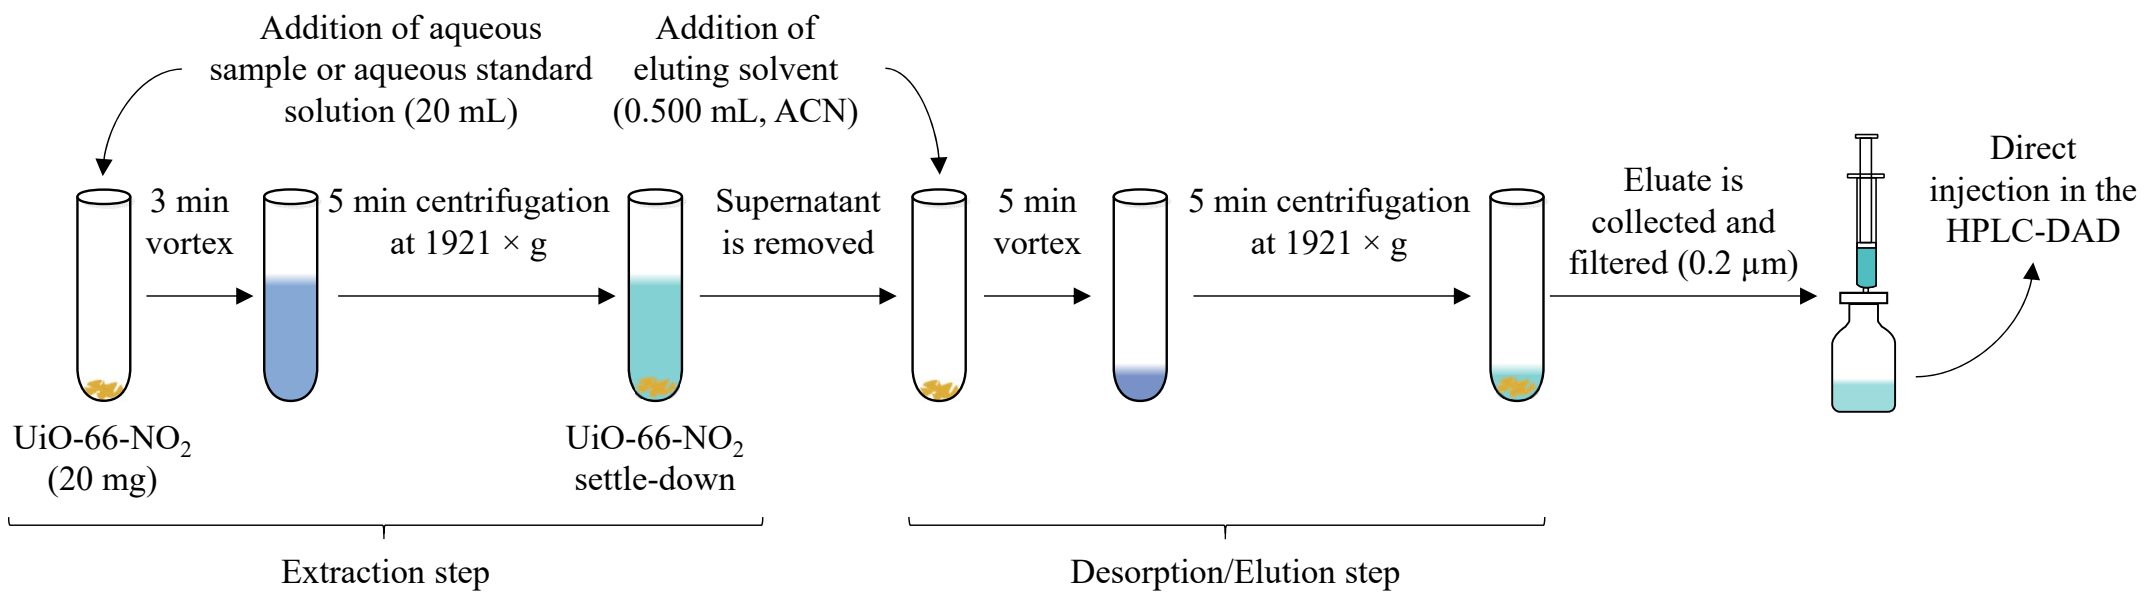 Addition of aqueous
sample or aqueous standard
solution (20 mL)
Addition of
eluting solvent
(0.500 mL, ACN)
3 min
vortex
5 min centrifugation
at 1921 × g
Supernatant
is removed
5 min
vortex
5 min centrifugation
at 1921 × g
Eluate is
collected and
filtered (0.2 µm)
Direct
injection in the
HPLC-DAD
UiO-66-NO₂
(20 mg)
UiO-66-NO₂
settle-down
Extraction step
Desorption/Elution step